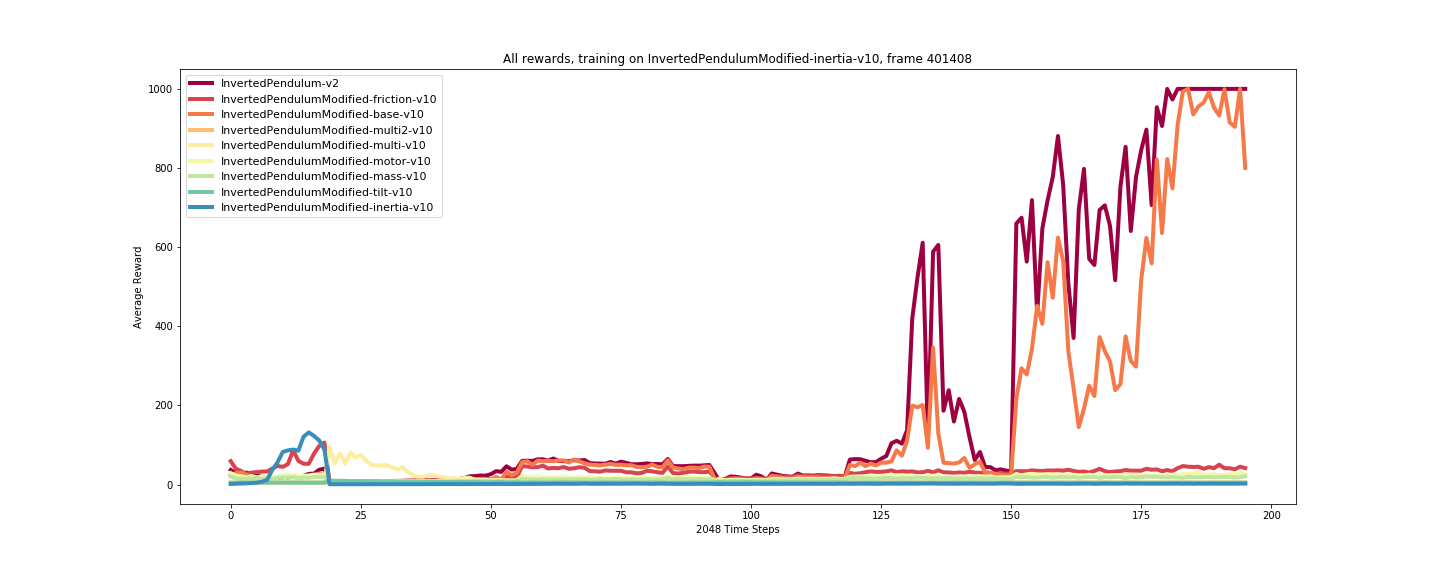 All rewards, training on InvertedPendulumModified-inertia-v10, frame 401408
InvertedPendulum-v2
InvertedPendulumModified-friction-v10
InvertedPendulumModified-base-v10
InvertedPendulumModified-multi2-v10
InvertedPendulumModified-multi-v10
InvertedPendulumModified-motor-v10
InvertedPendulumModified-mass-v10
InvertedPendulumModified-tilt-v10
InvertedPendulumModified-inertia-v10
Average Reward
1000
800
600
400
200
0
0 25 50 75 100 125 150 175 200
2048 Time Steps